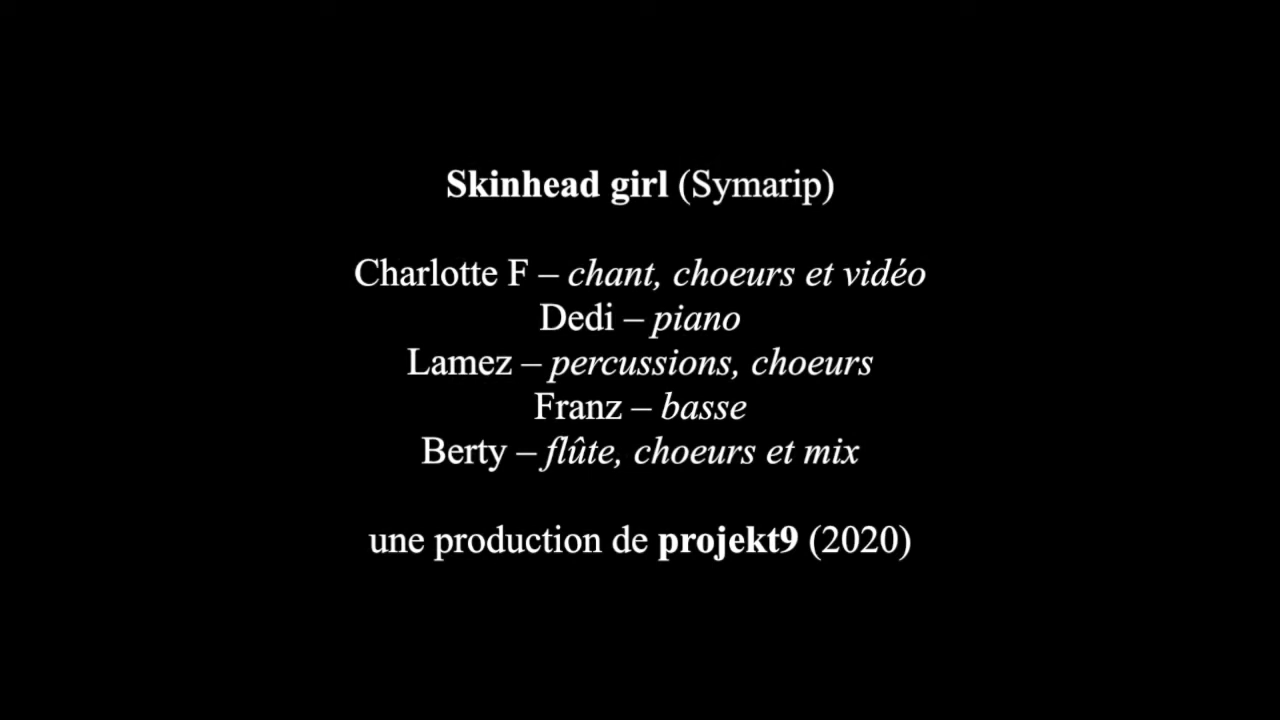 Skinhead girl (Symarip)
Charlotte F – chant, choeurs et vidéo
Dedi – piano
Lamez – percussions, choeurs
Franz – basse
Berty – flûte, choeurs et mix
une production de projekt9 (2020)